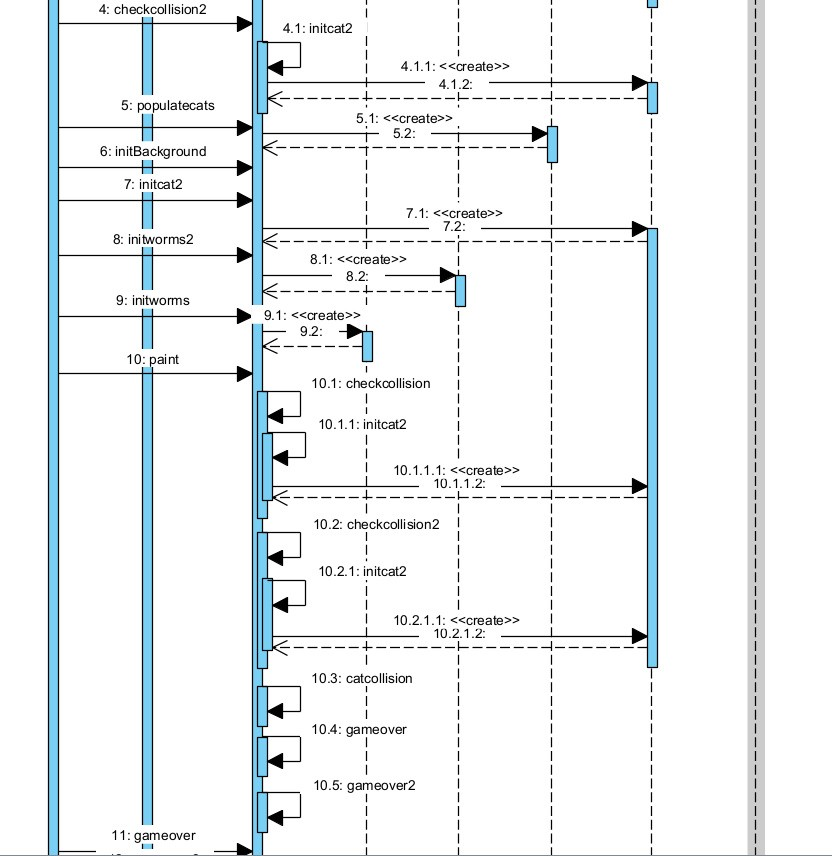 4: checkcollision2
4.1: initcat2
4.1.1: <<create>>
4.1.2:
5: populatecats
5.1: <<create>>
5.2:
6: initBackground
7: initcat2
7.1: <<create>>
7.2:
8: initworms2
8.1: <<create>>
8.2:
9: initworms
9.1: <<create>>
9.2:
10: paint
10.1: checkcollision
10.1.1: initcat2
10.1.1.1: <<create>>
10.1.1.2:
10.2: checkcollision2
10.2.1: initcat2
10.2.1.1: <<create>>
10.2.1.2:
10.3: catcollision
10.4: gameover
10.5: gameover2
11: gameover